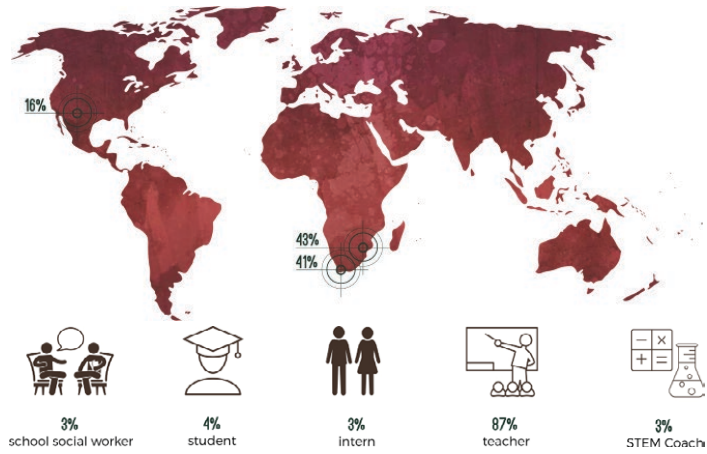 16%
43%
41%
3%
school social worker
4%
student
3%
intern
87%
teacher
3%
STEM Coach